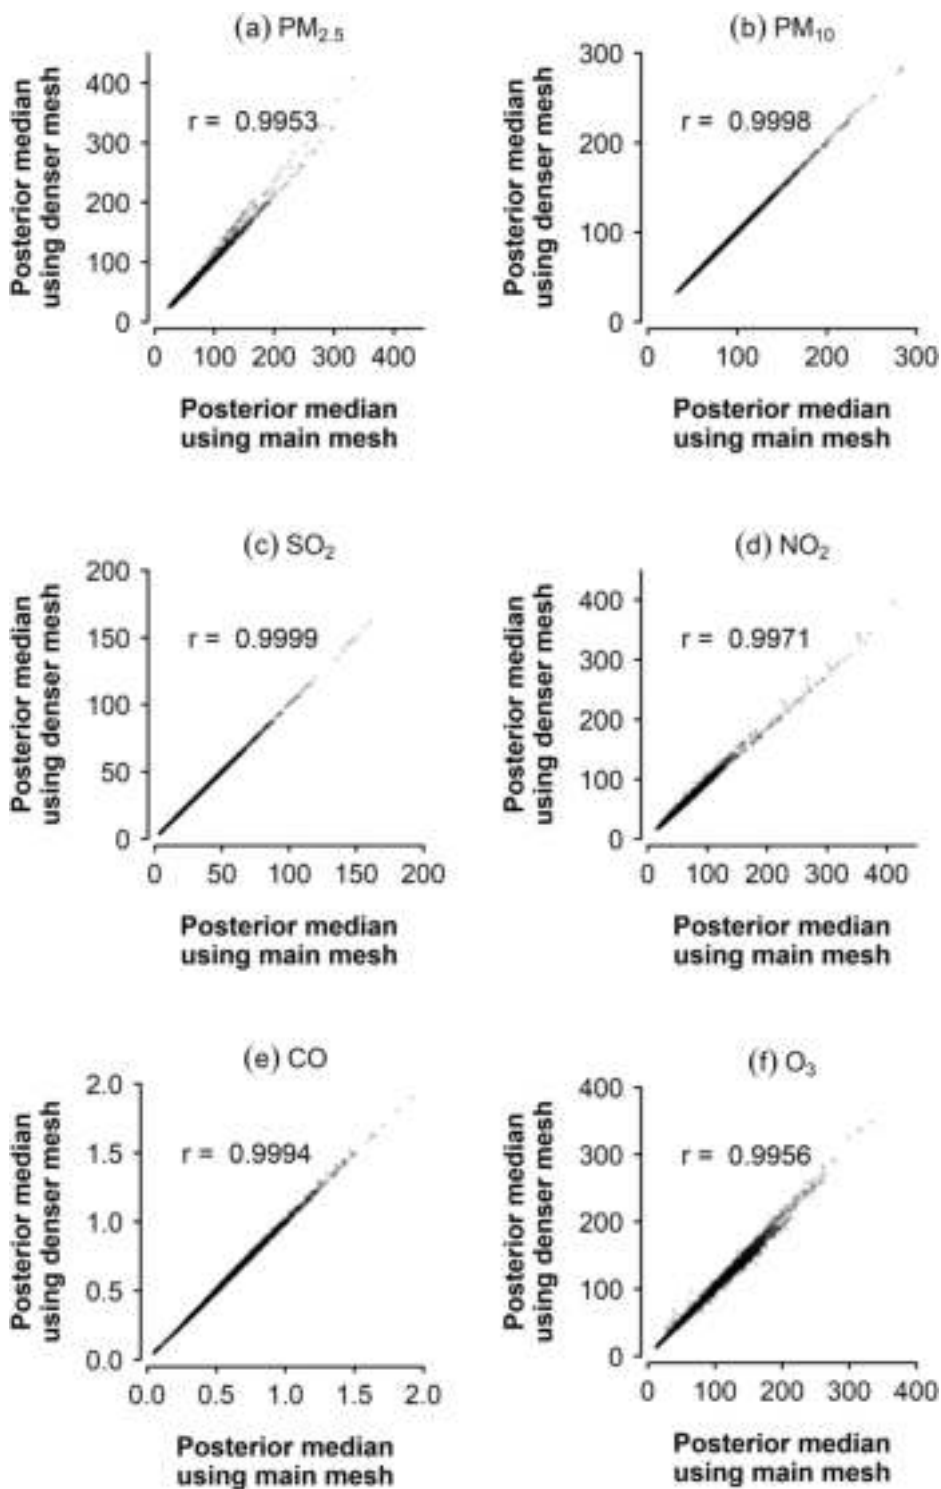 (a) PM2.5
Posterior median
using denser mesh
400
300
200
100
0
r = 0.9953
0 100 200 300 400
Posterior median
using main mesh
(b) PM10
Posterior median
using denser mesh
300
200
100
0
r = 0.9998
0 100 200 300
Posterior median
using main mesh
(c) SO2
Posterior median
using denser mesh
200
150
100
50
0
r = 0.9999
0 50 100 150 200
Posterior median
using main mesh
(d) NO2
Posterior median
using denser mesh
400
300
200
100
0
r = 0.9971
0 100 200 300 400
Posterior median
using main mesh
(e) CO
Posterior median
using denser mesh
2.0
1.5
1.0
0.5
0.0
r = 0.9994
0.0 0.5 1.0 1.5 2.0
Posterior median
using main mesh
(f) O3
Posterior median
using denser mesh
400
300
200
100
0
r = 0.9956
0 100 200 300 400
Posterior median
using main mesh